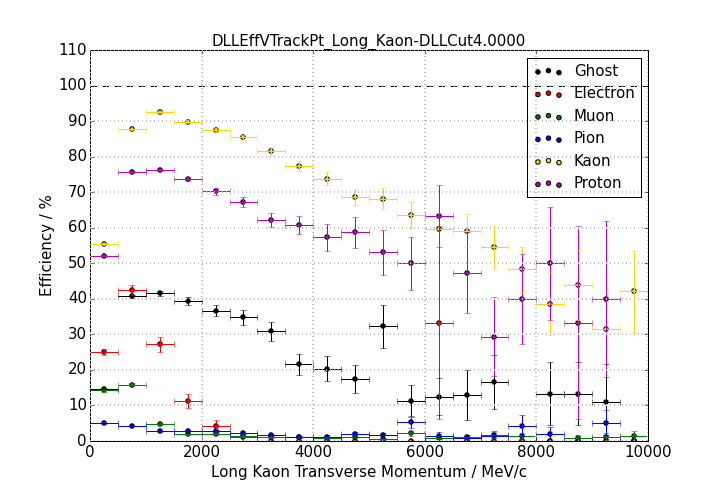 DLLEffVTrackPt_Long_Kaon-DLLCut4.0000
110
100
90
80
70
60
50
40
30
20
10
0
Efficiency / %
Ghost
Electron
Muon
Pion
Kaon
Proton
0 2000 4000 6000 8000 10000
Long Kaon Transverse Momentum / MeV/c